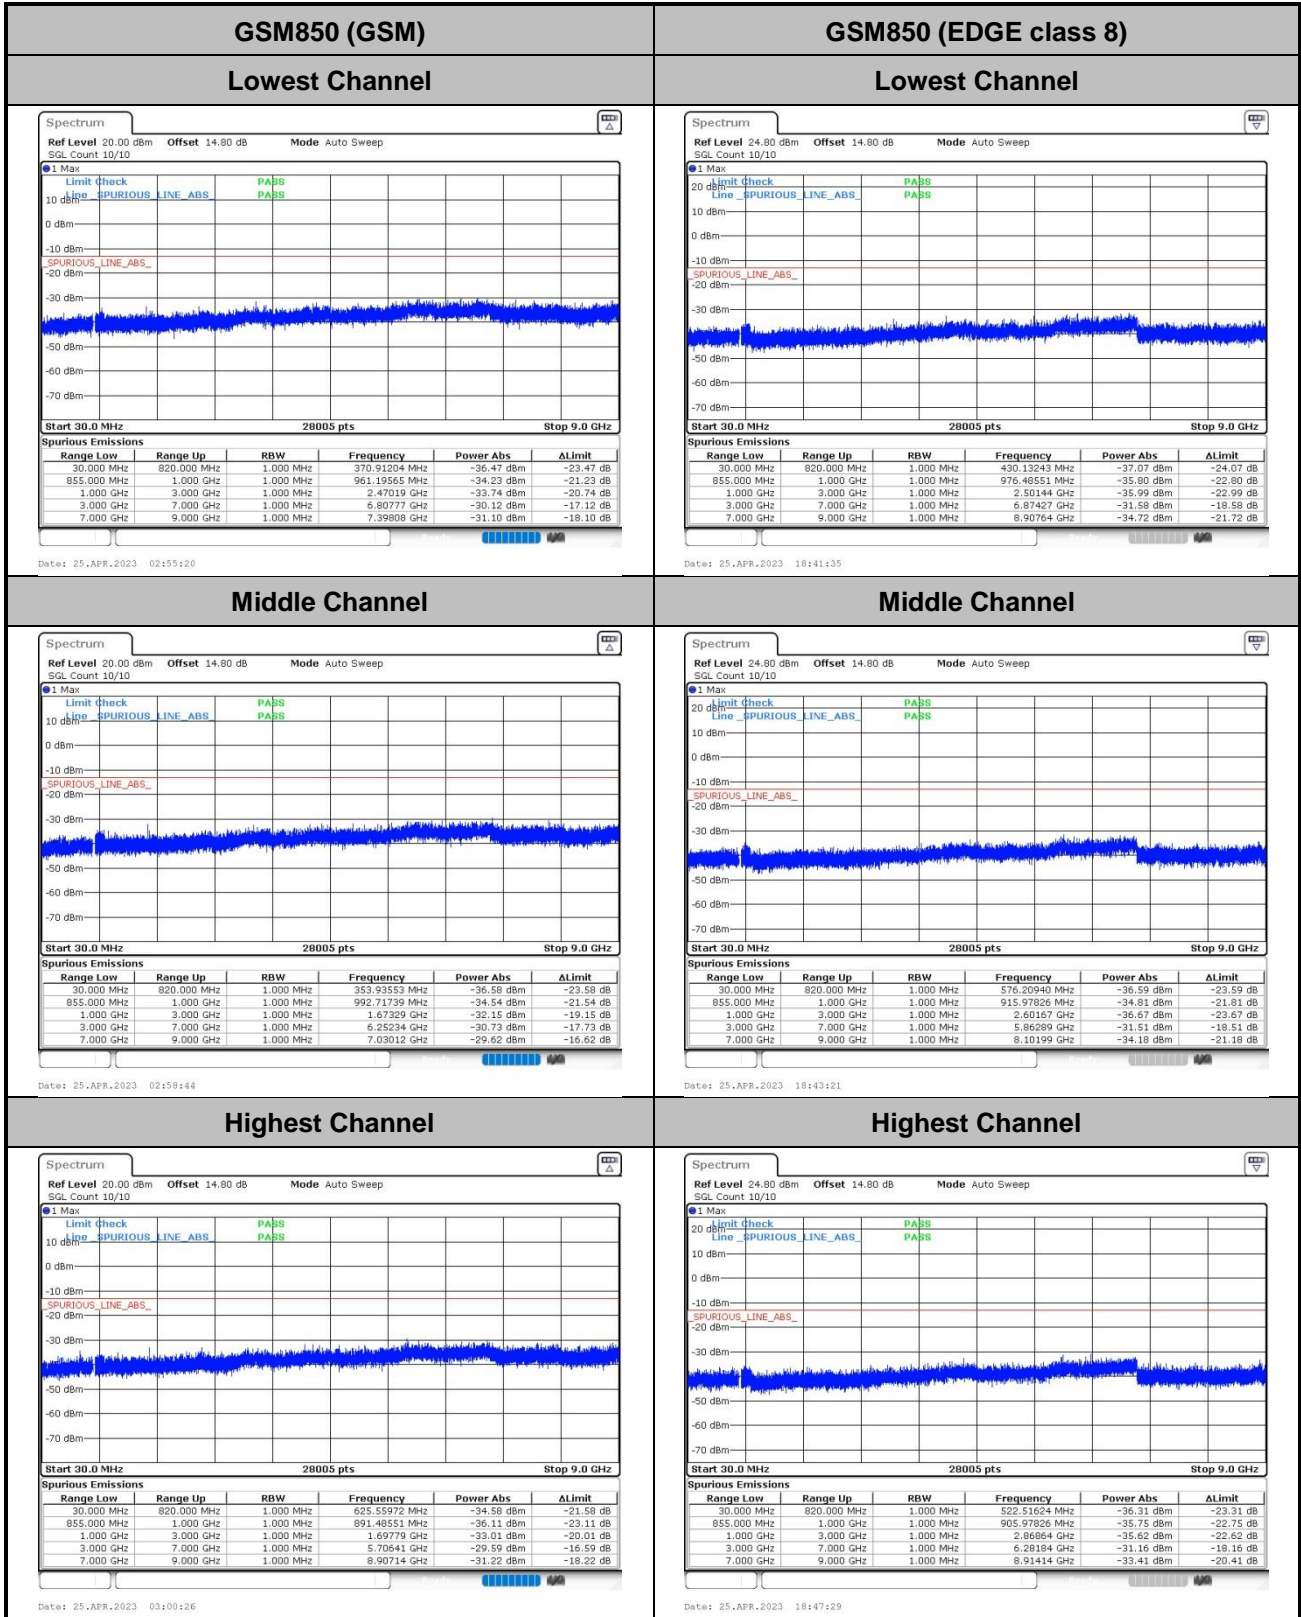 GSM850 (GSM)
GSM850 (EDGE class 8)
Lowest Channel
Lowest Channel
Spectrum
Ref Level 20.00 dBm Offset 14.80 dB Mode Auto Sweep
SGL Count 10/10
1 Max
Limit Check PASS
Line _SPURIOUS_LINE_ABS_ PASS
10 dBm
0 dBm
-10 dBm
_SPURIOUS_LINE_ABS_
-20 dBm
-30 dBm
-50 dBm
-60 dBm
-70 dBm
Start 30.0 MHz 28005 pts Stop 9.0 GHz
Spurious Emissions
Range Low Range Up RBW Frequency Power Abs ΔLimit
30.000 MHz 820.000 MHz 1.000 MHz 370.91204 MHz -36.47 dBm -23.47 dB
855.000 MHz 1.000 GHz 1.000 MHz 961.19565 MHz -34.23 dBm -21.23 dB
1.000 GHz 3.000 GHz 1.000 MHz 2.47019 GHz -33.74 dBm -20.74 dB
3.000 GHz 7.000 GHz 1.000 MHz 6.80777 GHz -30.12 dBm -17.12 dB
7.000 GHz 9.000 GHz 1.000 MHz 7.39808 GHz -31.10 dBm -18.10 dB
Date: 25.APR.2023 02:55:20
Spectrum
Ref Level 24.80 dBm Offset 14.80 dB Mode Auto Sweep
SGL Count 10/10
1 Max
Limit Check PASS
20 dBm
Line _SPURIOUS_LINE_ABS_ PASS
10 dBm
0 dBm
-10 dBm
_SPURIOUS_LINE_ABS_
-20 dBm
-30 dBm
-50 dBm
-60 dBm
-70 dBm
Start 30.0 MHz 28005 pts Stop 9.0 GHz
Spurious Emissions
Range Low Range Up RBW Frequency Power Abs ΔLimit
30.000 MHz 820.000 MHz 1.000 MHz 430.13243 MHz -37.07 dBm -24.07 dB
855.000 MHz 1.000 GHz 1.000 MHz 976.48551 MHz -35.80 dBm -22.80 dB
1.000 GHz 3.000 GHz 1.000 MHz 2.50144 GHz -35.99 dBm -22.99 dB
3.000 GHz 7.000 GHz 1.000 MHz 6.87427 GHz -31.58 dBm -18.58 dB
7.000 GHz 9.000 GHz 1.000 MHz 8.90764 GHz -34.72 dBm -21.72 dB
Date: 25.APR.2023 18:41:35
Middle Channel
Middle Channel
Spectrum
Ref Level 20.00 dBm Offset 14.80 dB Mode Auto Sweep
SGL Count 10/10
1 Max
Limit Check PASS
Line _SPURIOUS_LINE_ABS_ PASS
10 dBm
0 dBm
-10 dBm
_SPURIOUS_LINE_ABS_
-20 dBm
-30 dBm
-50 dBm
-60 dBm
-70 dBm
Start 30.0 MHz 28005 pts Stop 9.0 GHz
Spurious Emissions
Range Low Range Up RBW Frequency Power Abs ΔLimit
30.000 MHz 820.000 MHz 1.000 MHz 353.93553 MHz -36.58 dBm -23.58 dB
855.000 MHz 1.000 GHz 1.000 MHz 992.71739 MHz -34.54 dBm -21.54 dB
1.000 GHz 3.000 GHz 1.000 MHz 1.67329 GHz -32.15 dBm -19.15 dB
3.000 GHz 7.000 GHz 1.000 MHz 6.25234 GHz -30.73 dBm -17.73 dB
7.000 GHz 9.000 GHz 1.000 MHz 7.03012 GHz -29.62 dBm -16.62 dB
Date: 25.APR.2023 02:58:44
Spectrum
Ref Level 24.80 dBm Offset 14.80 dB Mode Auto Sweep
SGL Count 10/10
1 Max
Limit Check PASS
20 dBm
Line _SPURIOUS_LINE_ABS_ PASS
10 dBm
0 dBm
-10 dBm
_SPURIOUS_LINE_ABS_
-20 dBm
-30 dBm
-50 dBm
-60 dBm
-70 dBm
Start 30.0 MHz 28005 pts Stop 9.0 GHz
Spurious Emissions
Range Low Range Up RBW Frequency Power Abs ΔLimit
30.000 MHz 820.000 MHz 1.000 MHz 576.20940 MHz -36.59 dBm -23.59 dB
855.000 MHz 1.000 GHz 1.000 MHz 915.97826 MHz -34.81 dBm -21.81 dB
1.000 GHz 3.000 GHz 1.000 MHz 2.60167 GHz -36.67 dBm -23.67 dB
3.000 GHz 7.000 GHz 1.000 MHz 5.86289 GHz -31.51 dBm -18.51 dB
7.000 GHz 9.000 GHz 1.000 MHz 8.10199 GHz -34.18 dBm -21.18 dB
Date: 25.APR.2023 18:43:21
Highest Channel
Highest Channel
Spectrum
Ref Level 20.00 dBm Offset 14.80 dB Mode Auto Sweep
SGL Count 10/10
1 Max
Limit Check PASS
Line _SPURIOUS_LINE_ABS_ PASS
10 dBm
0 dBm
-10 dBm
_SPURIOUS_LINE_ABS_
-20 dBm
-30 dBm
-50 dBm
-60 dBm
-70 dBm
Start 30.0 MHz 28005 pts Stop 9.0 GHz
Spurious Emissions
Range Low Range Up RBW Frequency Power Abs ΔLimit
30.000 MHz 820.000 MHz 1.000 MHz 625.55972 MHz -34.58 dBm -21.58 dB
855.000 MHz 1.000 GHz 1.000 MHz 891.48551 MHz -36.11 dBm -23.11 dB
1.000 GHz 3.000 GHz 1.000 MHz 1.69779 GHz -33.01 dBm -20.01 dB
3.000 GHz 7.000 GHz 1.000 MHz 5.70641 GHz -29.59 dBm -16.59 dB
7.000 GHz 9.000 GHz 1.000 MHz 8.90714 GHz -31.22 dBm -18.22 dB
Date: 25.APR.2023 03:00:26
Spectrum
Ref Level 24.80 dBm Offset 14.80 dB Mode Auto Sweep
SGL Count 10/10
1 Max
Limit Check PASS
20 dBm
Line _SPURIOUS_LINE_ABS_ PASS
10 dBm
0 dBm
-10 dBm
_SPURIOUS_LINE_ABS_
-20 dBm
-30 dBm
-50 dBm
-60 dBm
-70 dBm
Start 30.0 MHz 28005 pts Stop 9.0 GHz
Spurious Emissions
Range Low Range Up RBW Frequency Power Abs ΔLimit
30.000 MHz 820.000 MHz 1.000 MHz 522.51624 MHz -36.31 dBm -23.31 dB
855.000 MHz 1.000 GHz 1.000 MHz 905.97826 MHz -35.75 dBm -22.75 dB
1.000 GHz 3.000 GHz 1.000 MHz 2.86864 GHz -35.62 dBm -22.62 dB
3.000 GHz 7.000 GHz 1.000 MHz 6.28184 GHz -31.16 dBm -18.16 dB
7.000 GHz 9.000 GHz 1.000 MHz 8.91414 GHz -33.41 dBm -20.41 dB
Date: 25.APR.2023 18:47:29